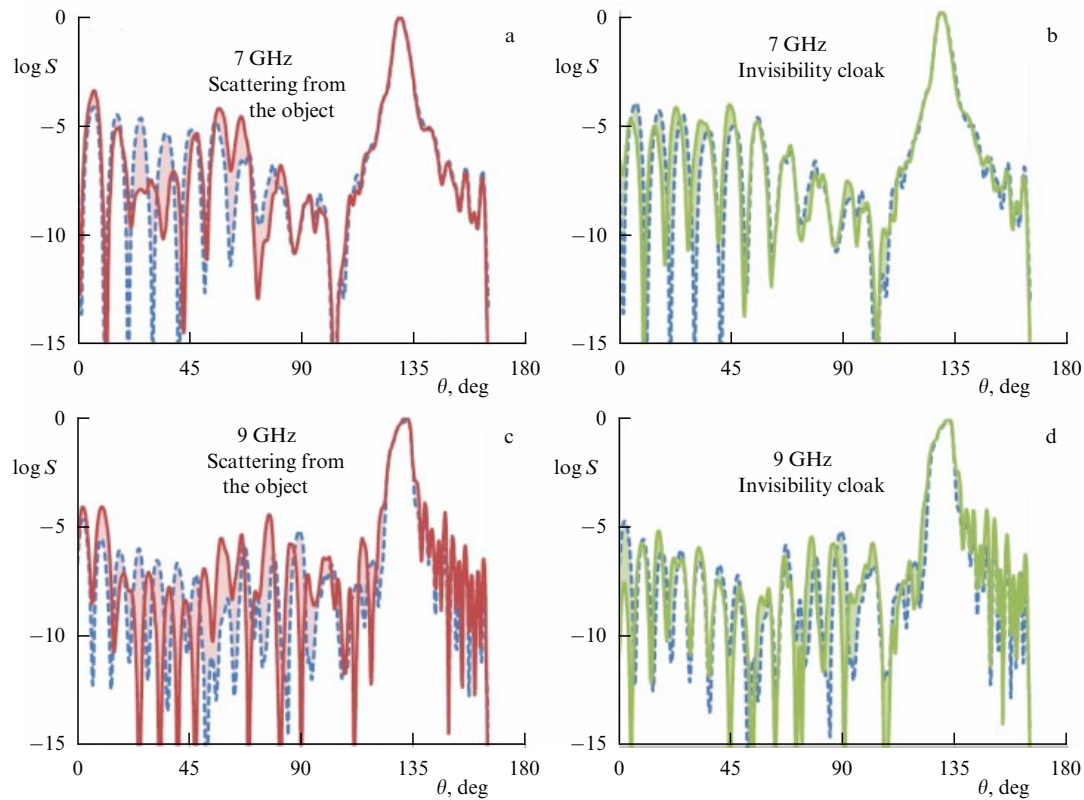 a
0
log S
7 GHz
Scattering from
the object
−5
−10
−15
45
90
135
180
θ, deg
b
0
log S
7 GHz
Invisibility cloak
−5
−10
−15
0
45
90
135
180
θ, deg
c
0
log S
9 GHz
Scattering from
the object
−5
−10
−15
0
45
90
135
180
θ, deg
d
0
log S
9 GHz
Invisibility cloak
−5
−10
−15
0
45
90
135
180
θ, deg